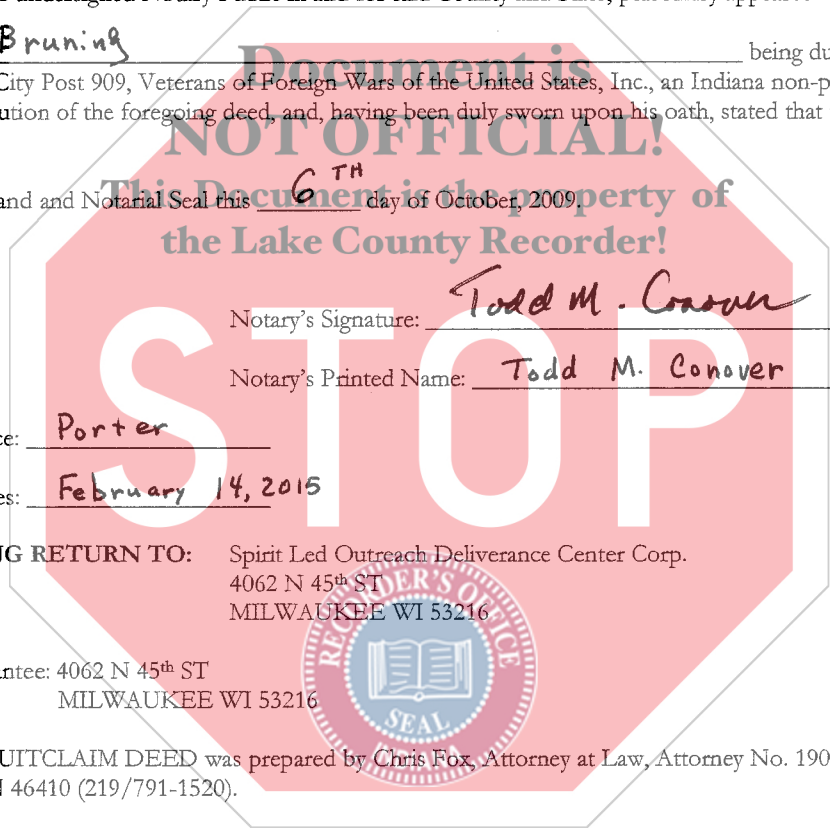 Bruning being du
City Post 909, Veterans of Foreign Wars of the United States, Inc., an Indiana non-p
ution of the foregoing deed, and, having been duly sworn upon his oath, stated that
Document is
NOT OFFICIAL!
This Document is the property of
the Lake County Recorder!
and and Notarial Seal this 6TH day of October, 2009.
Notary's Signature: Todd M. Conover
Notary's Printed Name: Todd M. Conover
STOP
ce: Porter
es: February 14, 2015
G RETURN TO: Spirit Led Outreach Deliverance Center Corp.
4062 N 45th ST
MILWAUKEE WI 53216
RECORDER'S OFFICE
SEAL
INDIANA
ntee: 4062 N 45th ST
MILWAUKEE WI 53216
UITCLAIM DEED was prepared by Chris Fox, Attorney at Law, Attorney No. 190
46410 (219/791-1520).